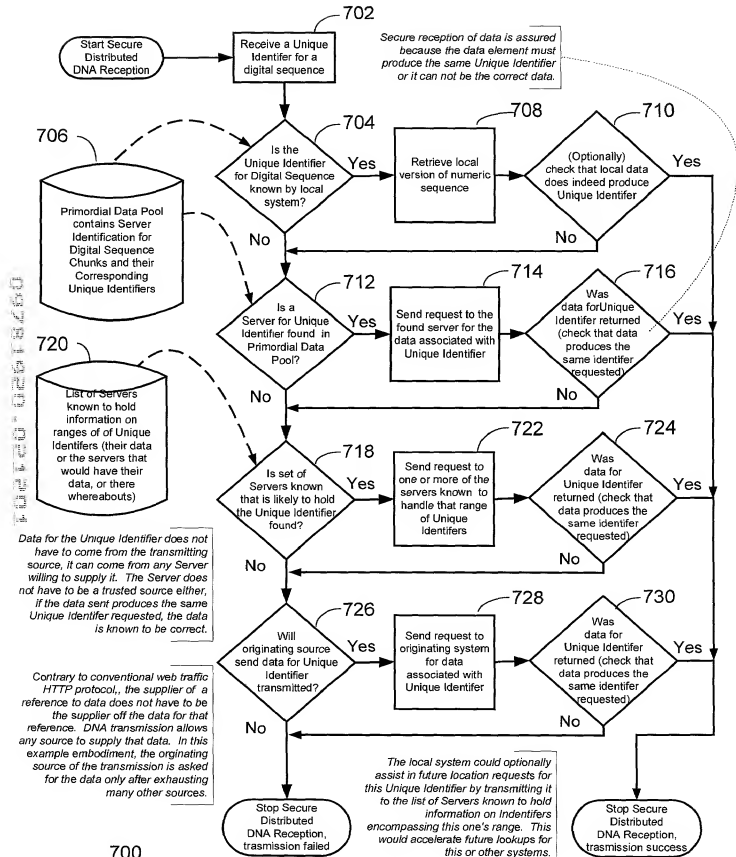 702
Start Secure
Distributed
DNA Reception
Receive a Unique
Identifer for a
digital sequence
Secure reception of data is assured
because the data element must
produce the same Unique Identifier
or it can not be the correct data.
706
704
708
710
Primordial Data Pool
contains Server
Identification for
Digital Sequence
Chunks and their
Corresponding
Unique Identifiers
Is the
Unique Identifier
for Digital Sequence
known by local
system?
Yes
Retrieve local
version of numeric
sequence
(Optionally)
check that local data
does indeed produce
Unique Identifer
Yes
No
No
712
714
716
Is a
Server for Unique
Identifer found in
Primordial Data
Pool?
Yes
Send request to the
found server for the
data associated with
Unique Identifier
Was
data forUnique
Identifer returned
(check that data
produces the
same identifer
requested)
Yes
No
No
720
List of Servers
known to hold
information on
ranges of of Unique
Identifers (their data
or the servers that
would have their
data, or there
whereabouts)
718
722
724
Is set of
Servers known
that is likely to hold
the Unique Identifier
found?
Yes
Send request to
one or more of the
servers known to
handle that range
of Unique
Identifers
Was
data for
Unique Identifer
returned (check that
data produces the
same identifer
requested)
Yes
No
No
Data for the Unique Identifier does not
have to come from the transmitting
source, it can come from any Server
willing to supply it. The Server does
not have to be a trusted source either,
if the data sent produces the same
Unique Identifer requested, the data
is known to be correct.
726
728
730
Will
originating source
send data for Unique
Identifier
transmitted?
Yes
Send request to
originating system
for data
associated with
Unique Identifer
Was
data for
Unique Identifer
returned (check that
data produces the
same identifer
requested)
Yes
No
No
Contrary to conventional web traffic
HTTP protocol,, the supplier of a
reference to data does not have to be
the supplier off the data for that
reference. DNA transmission allows
any source to supply that data. In this
example embodiment, the orginating
source of the transmission is asked
for the data only after exhausting
many other sources.
Stop Secure
Distributed
DNA Reception,
trasmission failed
The local system could optionally
assist in future location requests for
this Unique Identifier by transmitting it
to the list of Servers known to hold
information on Indentifers
encompassing this one's range. This
would accelerate future lookups for
this or other systems.
Stop Secure
Distributed
DNA Reception,
trasmission success
700